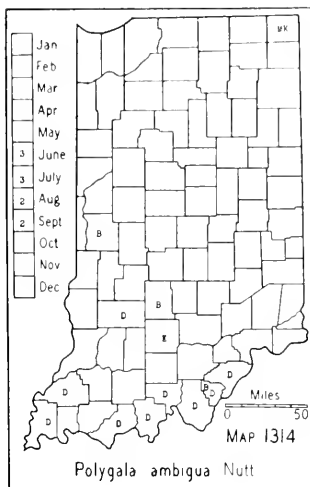 MK
Jan
Feb
Mar
Apr
May
3 June
3 July
2 Aug
2 Sept
Oct
Nov
Dec
B
D B
K
D
D D B D
D D D D
Miles
0 50
MAP 1314
Polygala ambigua Nutt